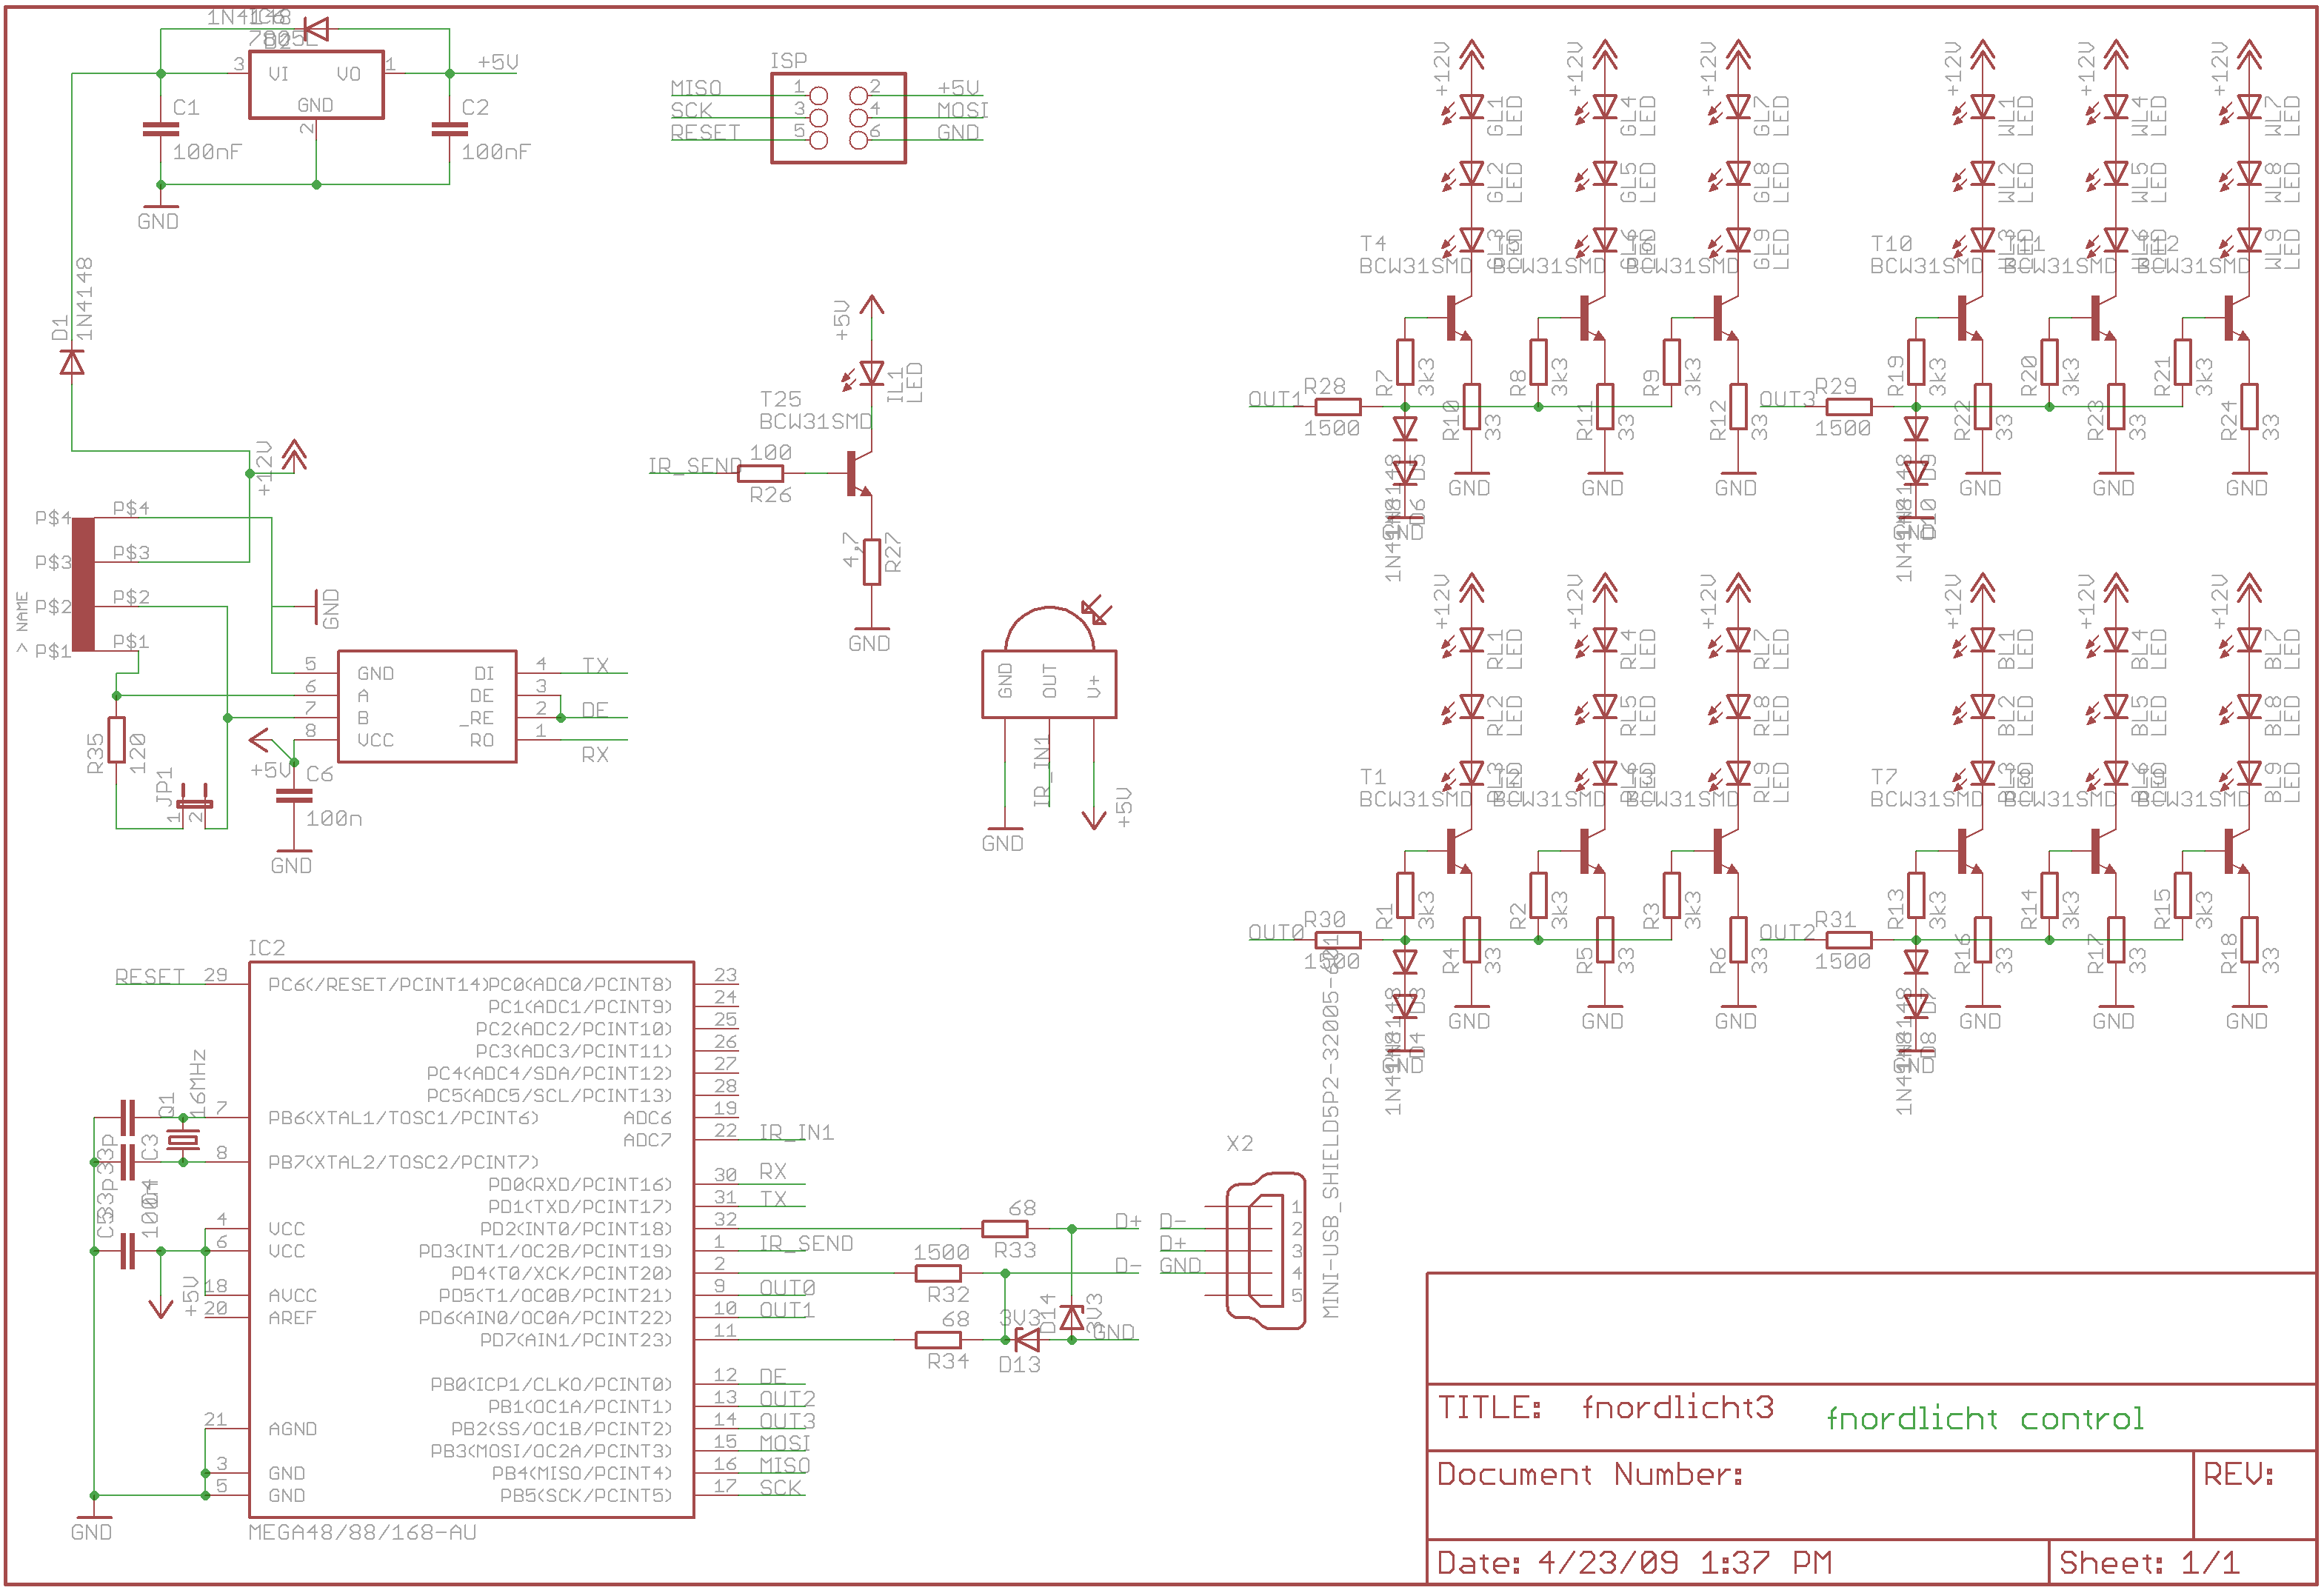 1N4148
7805L
3 VI VO 1 +5V
GND
2
C1
100nF
C2
100nF
GND
D1
1N4148
+12V
P$4 P$4
P$3 P$3
P$2 P$2
P$1 P$1
> NAME
GND
5 GND DI 4 TX
6 A DE 3
7 B _RE 2 DE
8 VCC RO 1 RX
R35
120
JP1
1 2
+5V
C6
100n
GND
ISP
MISO 1 2 +5V
SCK 3 4 MOSI
RESET 5 6 GND
+5V
IL1
LED
T25
BCW31SMD
IR_SEND
100
R26
4,7
R27
GND
GND OUT V+
IR_IN1
GND
+5V
+12V +12V +12V +12V +12V +12V
GL1 LED GL4 LED GL7 LED WL1 LED WL4 LED WL7 LED
GL2 LED GL5 LED GL8 LED WL2 LED WL5 LED WL8 LED
GL3 LED GL6 LED GL9 LED WL3 LED WL6 LED WL9 LED
T4 T5 T6 T10 T11 T12
BCW31SMD BCW31SMD BCW31SMD BCW31SMD BCW31SMD BCW31SMD
R7 3k3 R8 3k3 R9 3k3 R19 3k3 R20 3k3 R21 3k3
OUT1 R28 1500 OUT3 R29 1500
R10 33 R11 33 R12 33 R22 33 R23 33 R24 33
D5 D9
1N4148 D6 1N4148 D10
GND GND GND GND GND GND
GND GND
+12V +12V +12V +12V +12V +12V
RL1 LED RL4 LED RL7 LED BL1 LED BL4 LED BL7 LED
RL2 LED RL5 LED RL8 LED BL2 LED BL5 LED BL8 LED
RL3 LED RL6 LED RL9 LED BL3 LED BL6 LED BL9 LED
T1 T2 T3 T7 T8 T9
BCW31SMD BCW31SMD BCW31SMD BCW31SMD BCW31SMD BCW31SMD
R1 3k3 R2 3k3 R3 3k3 R13 3k3 R14 3k3 R15 3k3
OUT0 R30 1500 OUT2 R31 1500
R4 33 R5 33 R6 33 R16 33 R17 33 R18 33
D3 D7
1N4148 D4 1N4148 D8
GND GND GND GND GND GND
GND GND
IC2
RESET 29 PC6(/RESET/PCINT14) PC0(ADC0/PCINT8) 23
PC1(ADC1/PCINT9) 24
PC2(ADC2/PCINT10) 25
PC3(ADC3/PCINT11) 26
PC4(ADC4/SDA/PCINT12) 27
PC5(ADC5/SCL/PCINT13) 28
7 PB6(XTAL1/TOSC1/PCINT6) ADC6 19
ADC7 22 IR_IN1
8 PB7(XTAL2/TOSC2/PCINT7)
PD0(RXD/PCINT16) 30 RX
PD1(TXD/PCINT17) 31 TX
4 VCC PD2(INT0/PCINT18) 32
6 VCC PD3(INT1/OC2B/PCINT19) 1 IR_SEND
PD4(T0/XCK/PCINT20) 2
18 AVCC PD5(T1/OC0B/PCINT21) 9 OUT0
20 AREF PD6(AIN0/OC0A/PCINT22) 10 OUT1
PD7(AIN1/PCINT23) 11
PB0(ICP1/CLKO/PCINT0) 12 DE
PB1(OC1A/PCINT1) 13 OUT2
21 AGND PB2(SS/OC1B/PCINT2) 14 OUT3
PB3(MOSI/OC2A/PCINT3) 15 MOSI
3 GND PB4(MISO/PCINT4) 16 MISO
5 GND PB5(SCK/PCINT5) 17 SCK
MEGA48/88/168-AU
Q1
16MHz
C3
33P
C5
+5V
GND
68
R33
1500
R32
68
R34
3V3
D13
D14
3V3
D+
D-
GND
X2
D- D+ GND
1
2
3
4
5
MINI-USB_SHIELD5P2-32005-
TITLE: fnordlicht3
fnordlicht control
Document Number:
REV:
Date: 4/23/09 1:37 PM
Sheet: 1/1